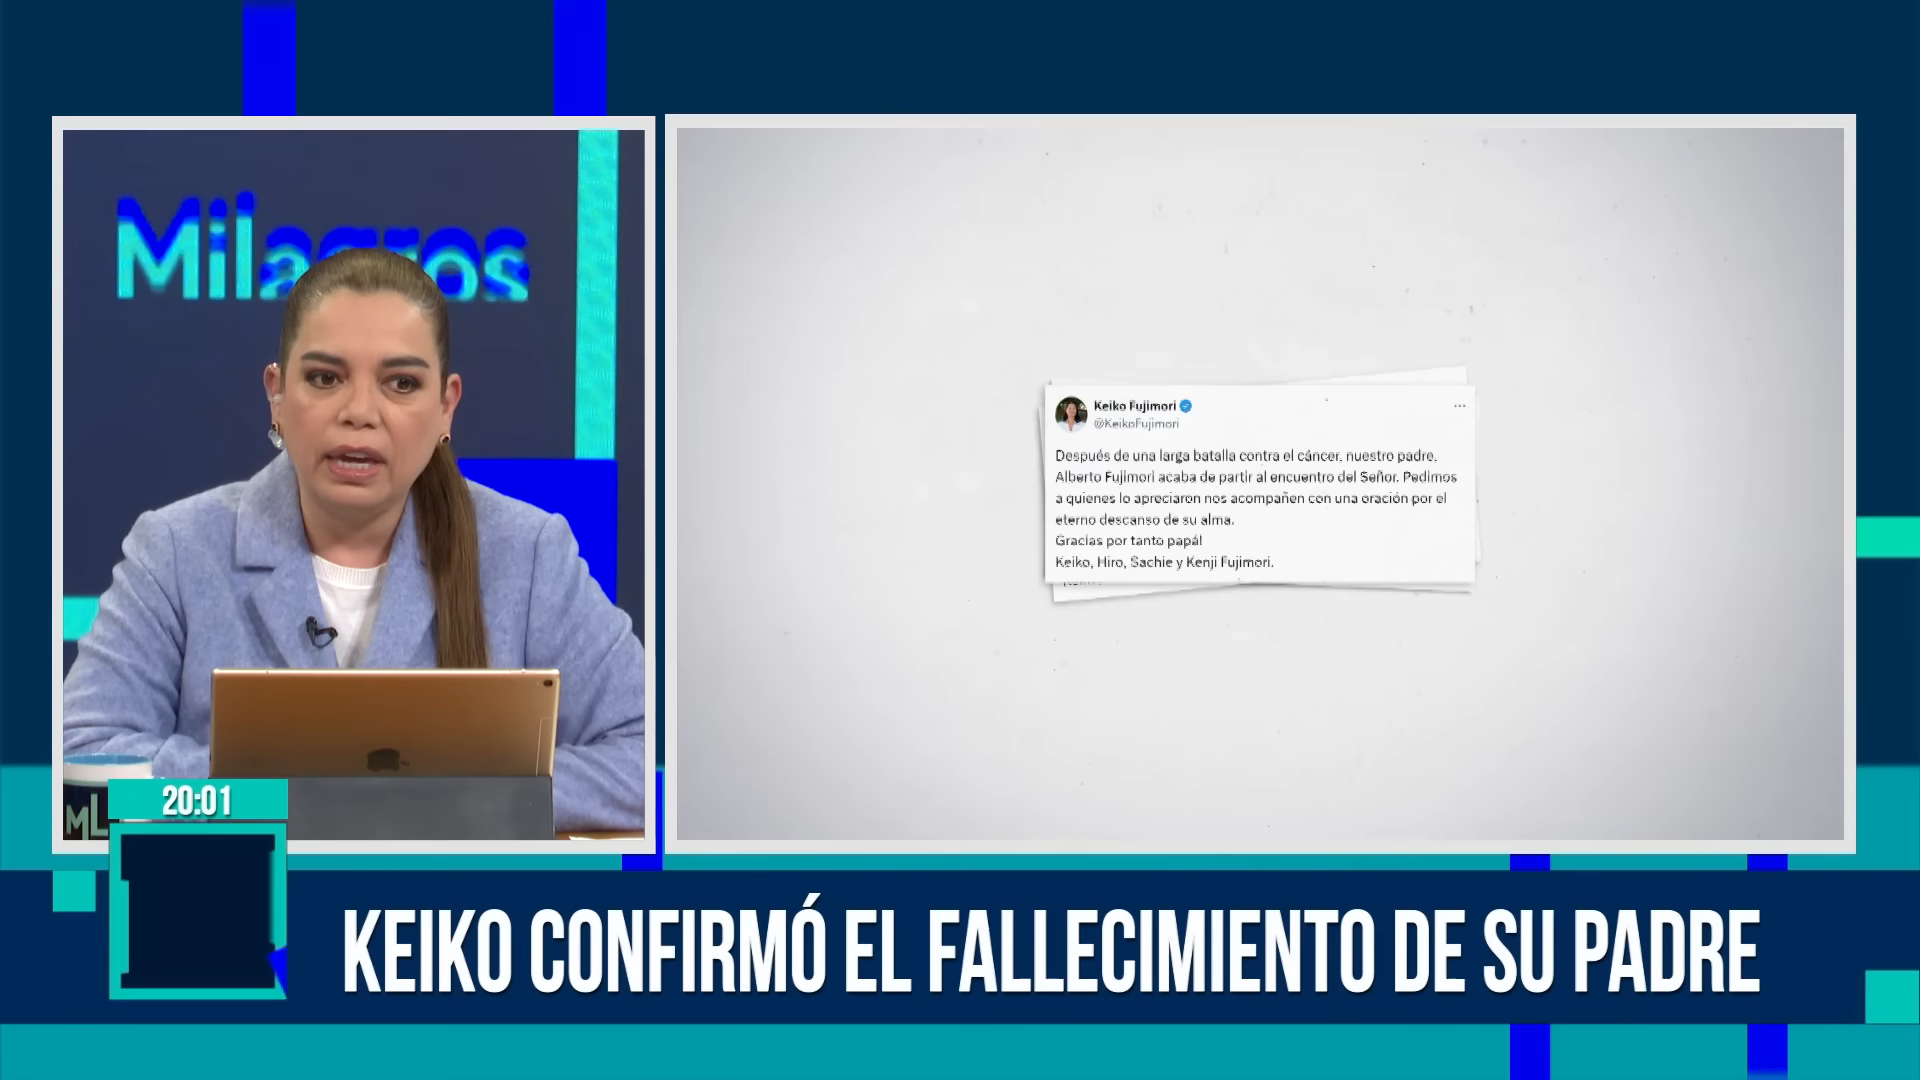 Milagros
Keiko Fujimori
@KeikoFujimori
Después de una larga batalla contra el cáncer, nuestro padre,
Alberto Fujimori acaba de partir al encuentro del Señor. Pedimos
a quienes lo apreciaron nos acompañen con una oración por el
eterno descanso de su alma.
Gracias por tanto papá!
Keiko, Hiro, Sachie y Kenji Fujimori.
ML
20:01
KEIKO CONFIRMÓ EL FALLECIMIENTO DE SU PADRE